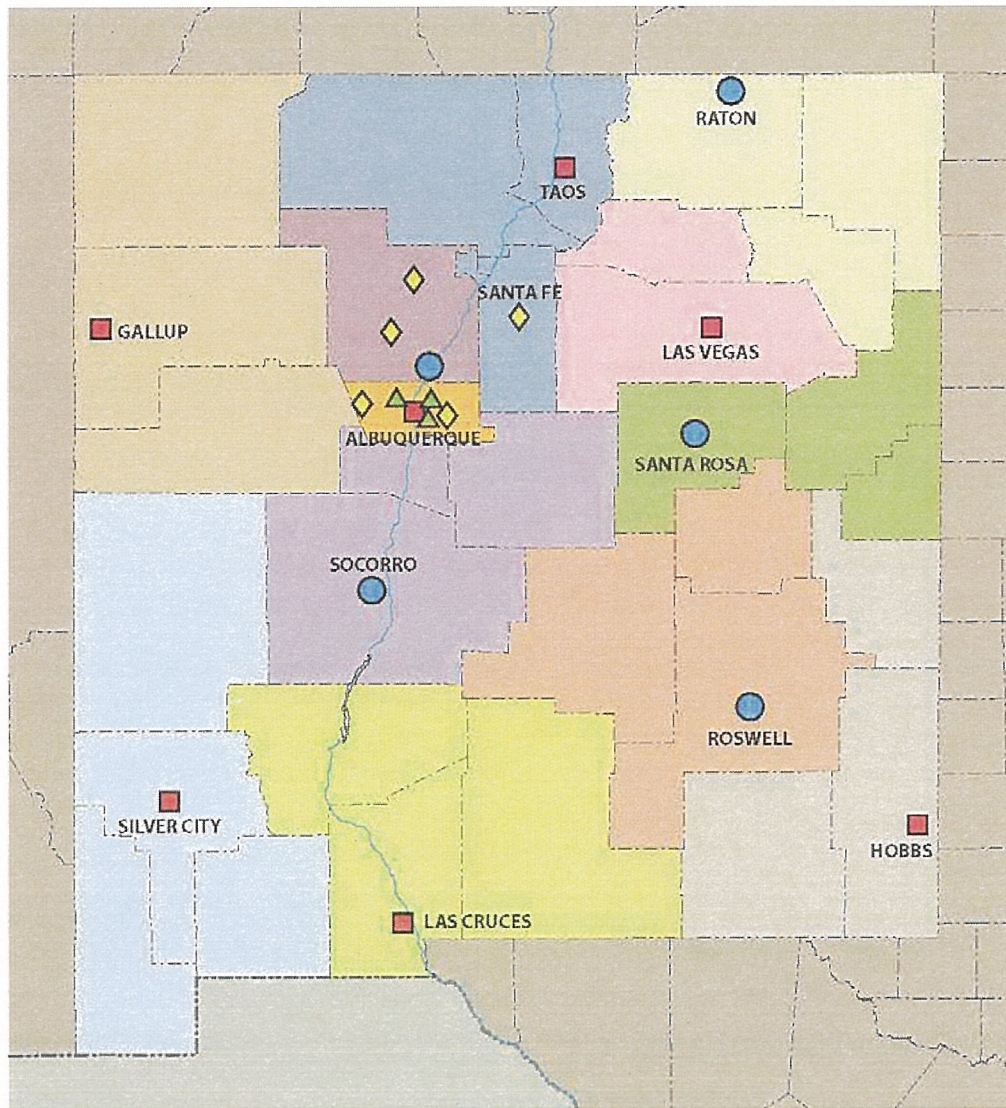 RATON
TAOS
SANTA FE
GALLUP
LAS VEGAS
ALBUQUERQUE
SANTA ROSA
SOCORRO
ROSWELL
SILVER CITY
HOBBS
LAS CRUCES